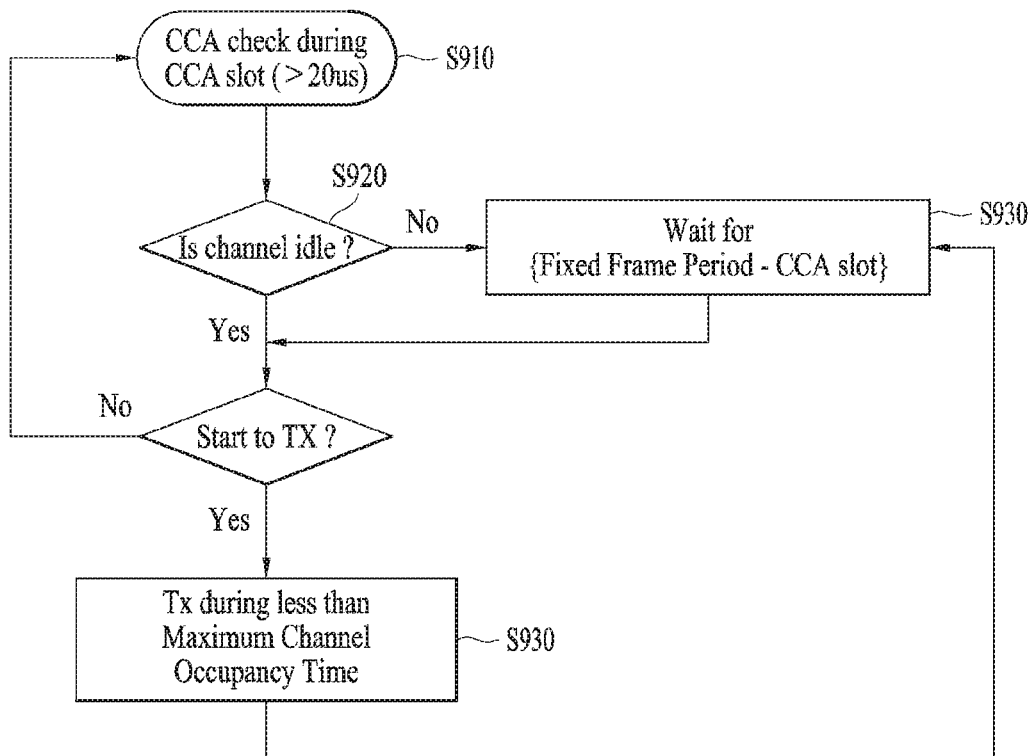 CCA check during
CCA slot (>20us)
S910
S920
Is channel idle ?
No
Wait for
{Fixed Frame Period - CCA slot}
S930
Yes
No
Start to TX ?
Yes
Tx during less than
Maximum Channel
Occupancy Time
S930